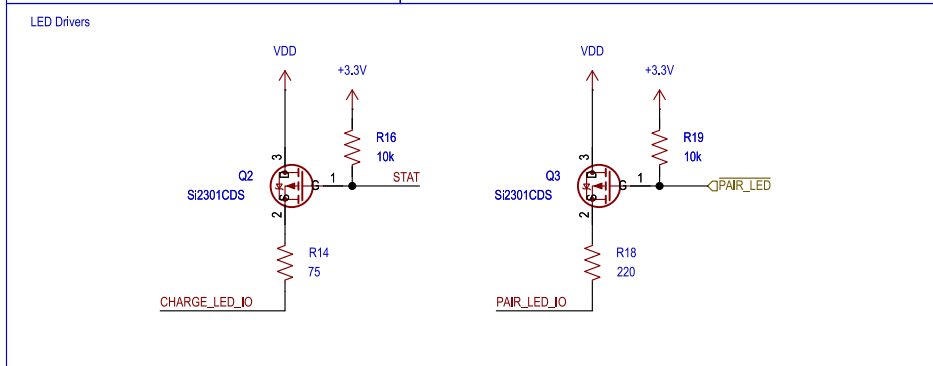 LED Drivers
VDD
+3.3V
R16
10k
3
D
Q2
Si2301CDS
G
1
STAT
S
2
R14
75
CHARGE_LED_IO
VDD
+3.3V
R19
10k
3
D
Q3
Si2301CDS
G
1
PAIR_LED
S
2
R18
220
PAIR_LED_IO